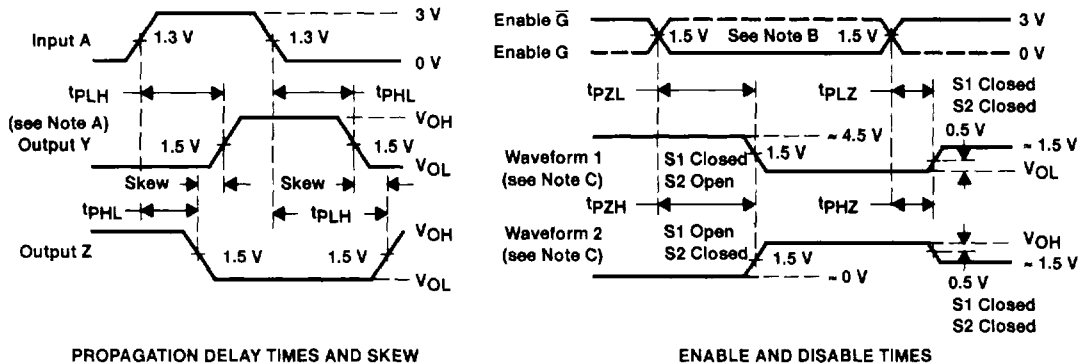 Input A
1.3 V
1.3 V
3 V
0 V
tPLH
tPHL
(see Note A)
Output Y
1.5 V
1.5 V
VOH
VOL
Skew
Skew
tPHL
tPLH
Output Z
1.5 V
1.5 V
VOH
VOL
PROPAGATION DELAY TIMES AND SKEW
Enable G̅
Enable G
1.5 V
See Note B
1.5 V
3 V
0 V
tPZL
tPLZ
S1 Closed
S2 Closed
0.5 V
~ 4.5 V
~ 1.5 V
Waveform 1
(see Note C)
S1 Closed
S2 Open
1.5 V
VOL
tPZH
tPHZ
Waveform 2
(see Note C)
S1 Open
S2 Closed
1.5 V
~ 0 V
VOH
~ 1.5 V
0.5 V
S1 Closed
S2 Closed
ENABLE AND DISABLE TIMES